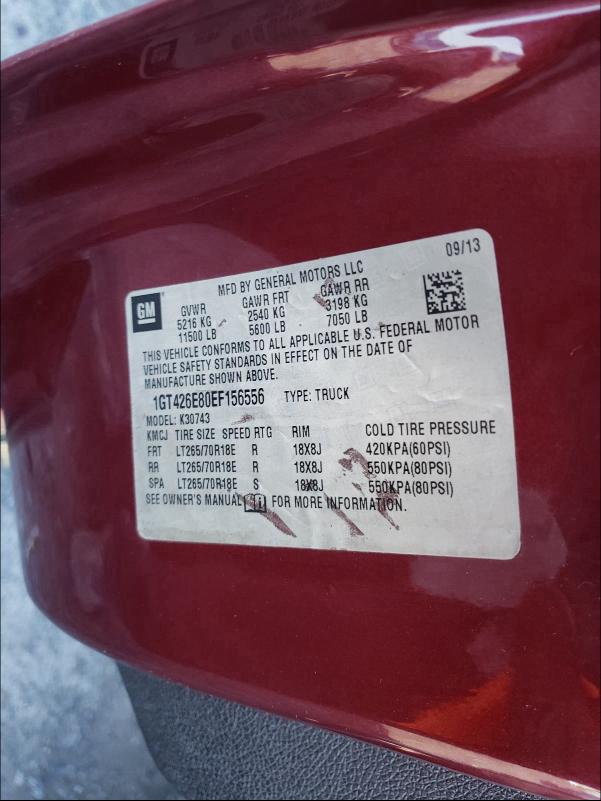 09/13
GM
MFD BY GENERAL MOTORS LLC
GVWR GAWR FRT GAWR RR
5216 KG 2540 KG 3198 KG
11500 LB 5600 LB 7050 LB
THIS VEHICLE CONFORMS TO ALL APPLICABLE U.S. FEDERAL MOTOR
VEHICLE SAFETY STANDARDS IN EFFECT ON THE DATE OF
MANUFACTURE SHOWN ABOVE.
1GT426E80EF156556 TYPE: TRUCK
MODEL: K30743
KMCJ TIRE SIZE SPEED RTG RIM COLD TIRE PRESSURE
FRT LT265/70R18E R 18X8J 420KPA(60PSI)
RR LT265/70R18E R 18X8J 550KPA(80PSI)
SPA LT265/70R18E S 18X8J 550KPA(80PSI)
SEE OWNER'S MANUAL FOR MORE INFORMATION.